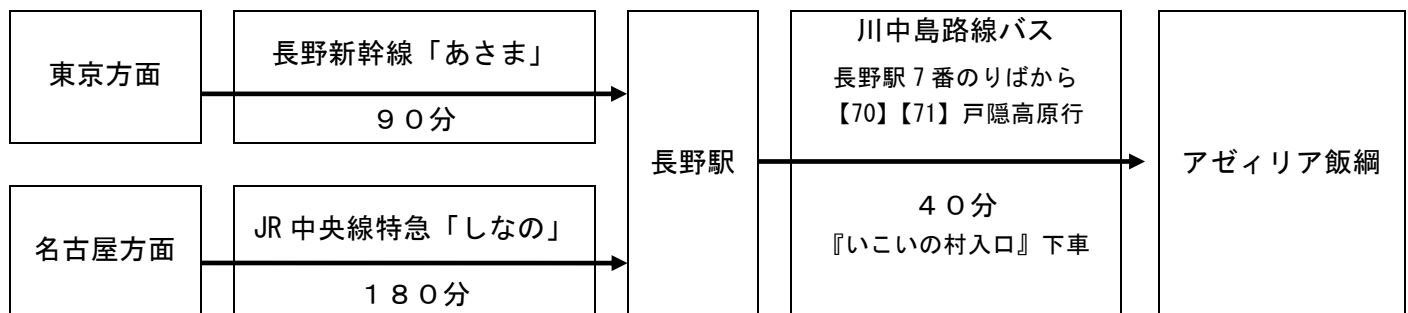 東京方面
長野新幹線「あさま」
９０分
名古屋方面
JR 中央線特急「しなの」
１８０分
長野駅
川中島路線バス
長野駅 7 番のりばから
【70】【71】戸隠高原行
４０分
『いこいの村入口』下車
アゼィリア飯綱